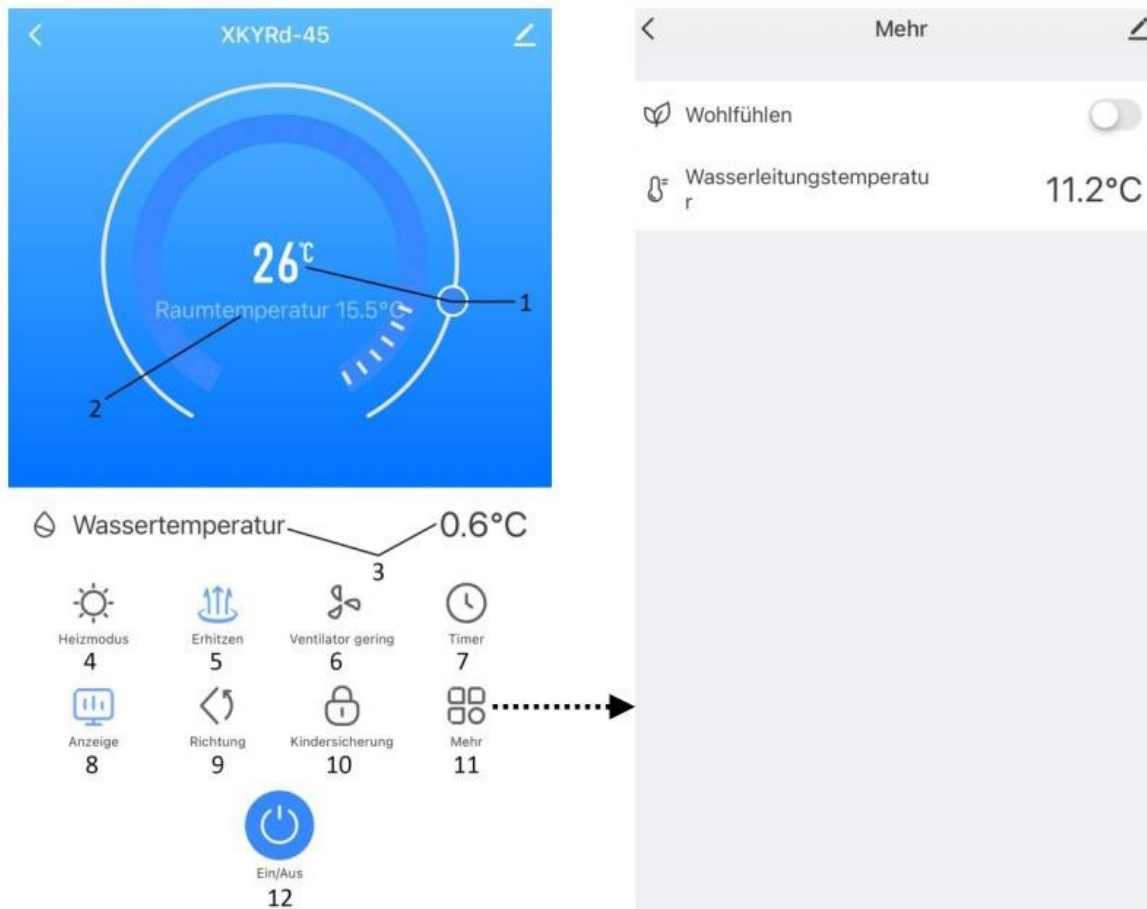 XKYRd-45
26°C
Raumtemperatur 15.5°C
1
2
Wassertemperatur 0.6°C
3
Heizmodus Erhitzen Ventilator gering Timer
4 5 6 7
Anzeige Richtung Kindersicherung Mehr
8 9 10 11
Ein/Aus
12
Mehr
Wohlfühlen
Wasserleitungstemperatu
r
11.2°C